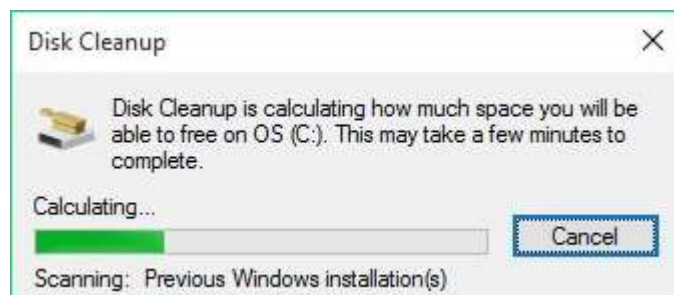 Disk Cleanup
Disk Cleanup is calculating how much space you will be
able to free on OS (C:). This may take a few minutes to
complete.
Calculating...
Cancel
Scanning: Previous Windows installation(s)